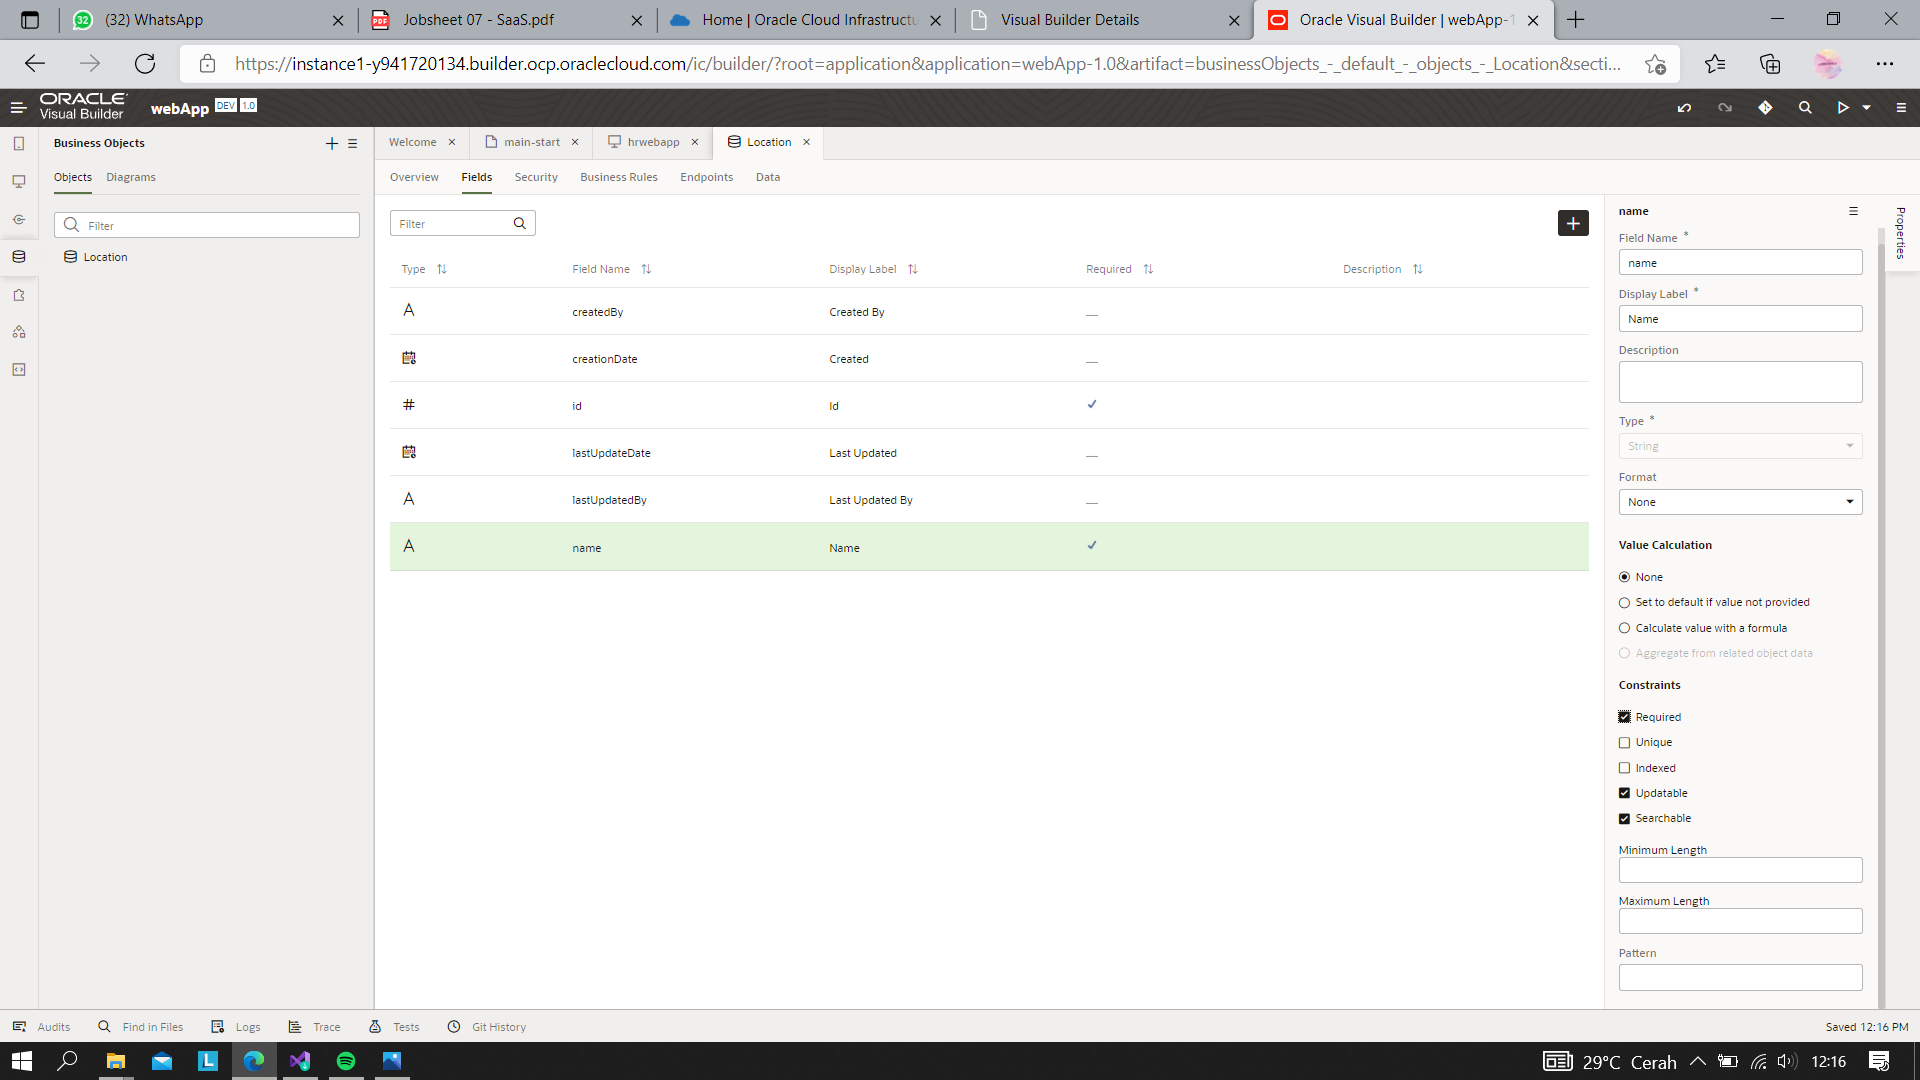 32
(32) WhatsApp
PDF
Jobsheet 07 - SaaS.pdf
Home | Oracle Cloud Infrastructu
Visual Builder Details
Oracle Visual Builder | webApp-1
https://instance1-y941720134.builder.ocp.oraclecloud.com/ic/builder/?root=application&application=webApp-1.0&artifact=businessObjects_-_default_-_objects_-_Location&secti...
ORACLE
Visual Builder
webApp DEV 1.0
Business Objects
Objects Diagrams
Filter
Location
Welcome
main-start
hrwebapp
Location
Overview Fields Security Business Rules Endpoints Data
Filter
Type Field Name Display Label Required Description
A createdBy Created By —
creationDate Created —
# id Id ✓
lastUpdateDate Last Updated —
A lastUpdatedBy Last Updated By —
A name Name ✓
name
Properties
Field Name *
name
Display Label *
Name
Description
Type *
String
Format
None
Value Calculation
None
Set to default if value not provided
Calculate value with a formula
Aggregate from related object data
Constraints
Required
Unique
Indexed
Updatable
Searchable
Minimum Length
Maximum Length
Pattern
Audits Find in Files Logs Trace Tests Git History
Saved 12:16 PM
L
29°C Cerah
12:16